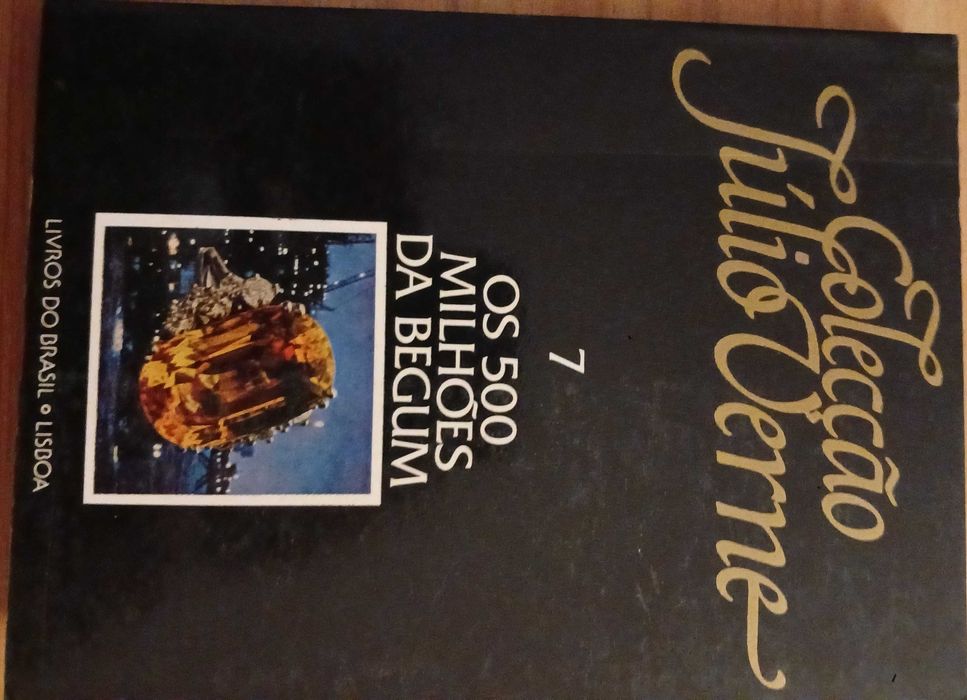 Colecção
Júlio Verne
7
OS 500
MILHÕES
DA BEGUM
LIVROS DO BRASIL • LISBOA